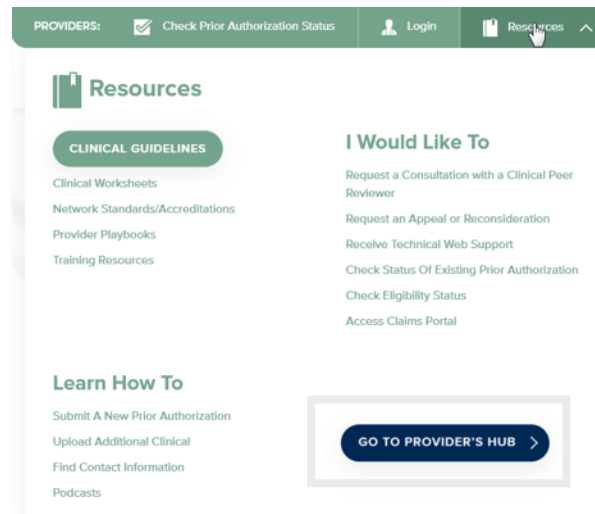 PROVIDERS:
Check Prior Authorization Status
Login
Resources
Resources
CLINICAL GUIDELINES
Clinical Worksheets
Network Standards/Accreditations
Provider Playbooks
Training Resources
I Would Like To
Request a Consultation with a Clinical Peer
Reviewer
Request an Appeal or Reconsideration
Receive Technical Web Support
Check Status Of Existing Prior Authorization
Check Eligibility Status
Access Claims Portal
Learn How To
Submit A New Prior Authorization
Upload Additional Clinical
Find Contact Information
Podcasts
GO TO PROVIDER'S HUB